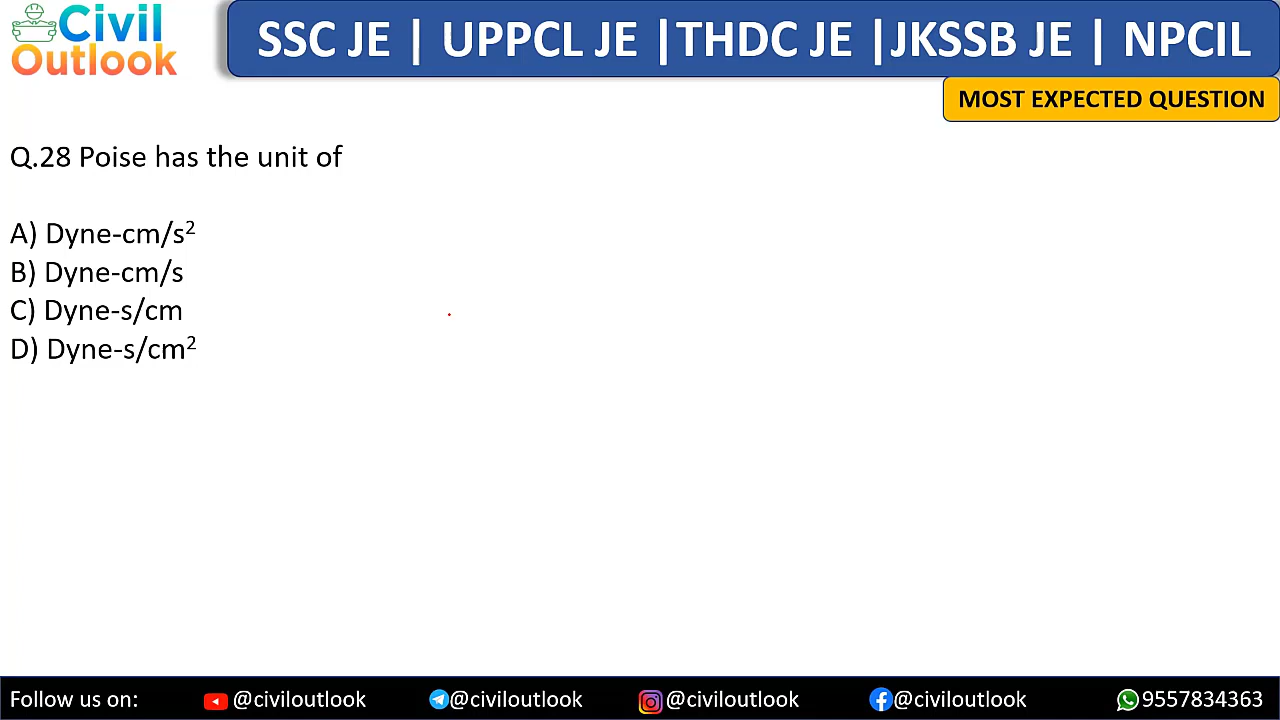 Civil
Outlook
SSC JE | UPPCL JE |THDC JE |JKSSB JE | NPCIL
MOST EXPECTED QUESTION
Q.28 Poise has the unit of
A) Dyne-cm/s²
B) Dyne-cm/s
C) Dyne-s/cm
D) Dyne-s/cm²
Follow us on: @civiloutlook @civiloutlook @civiloutlook @civiloutlook 9557834363